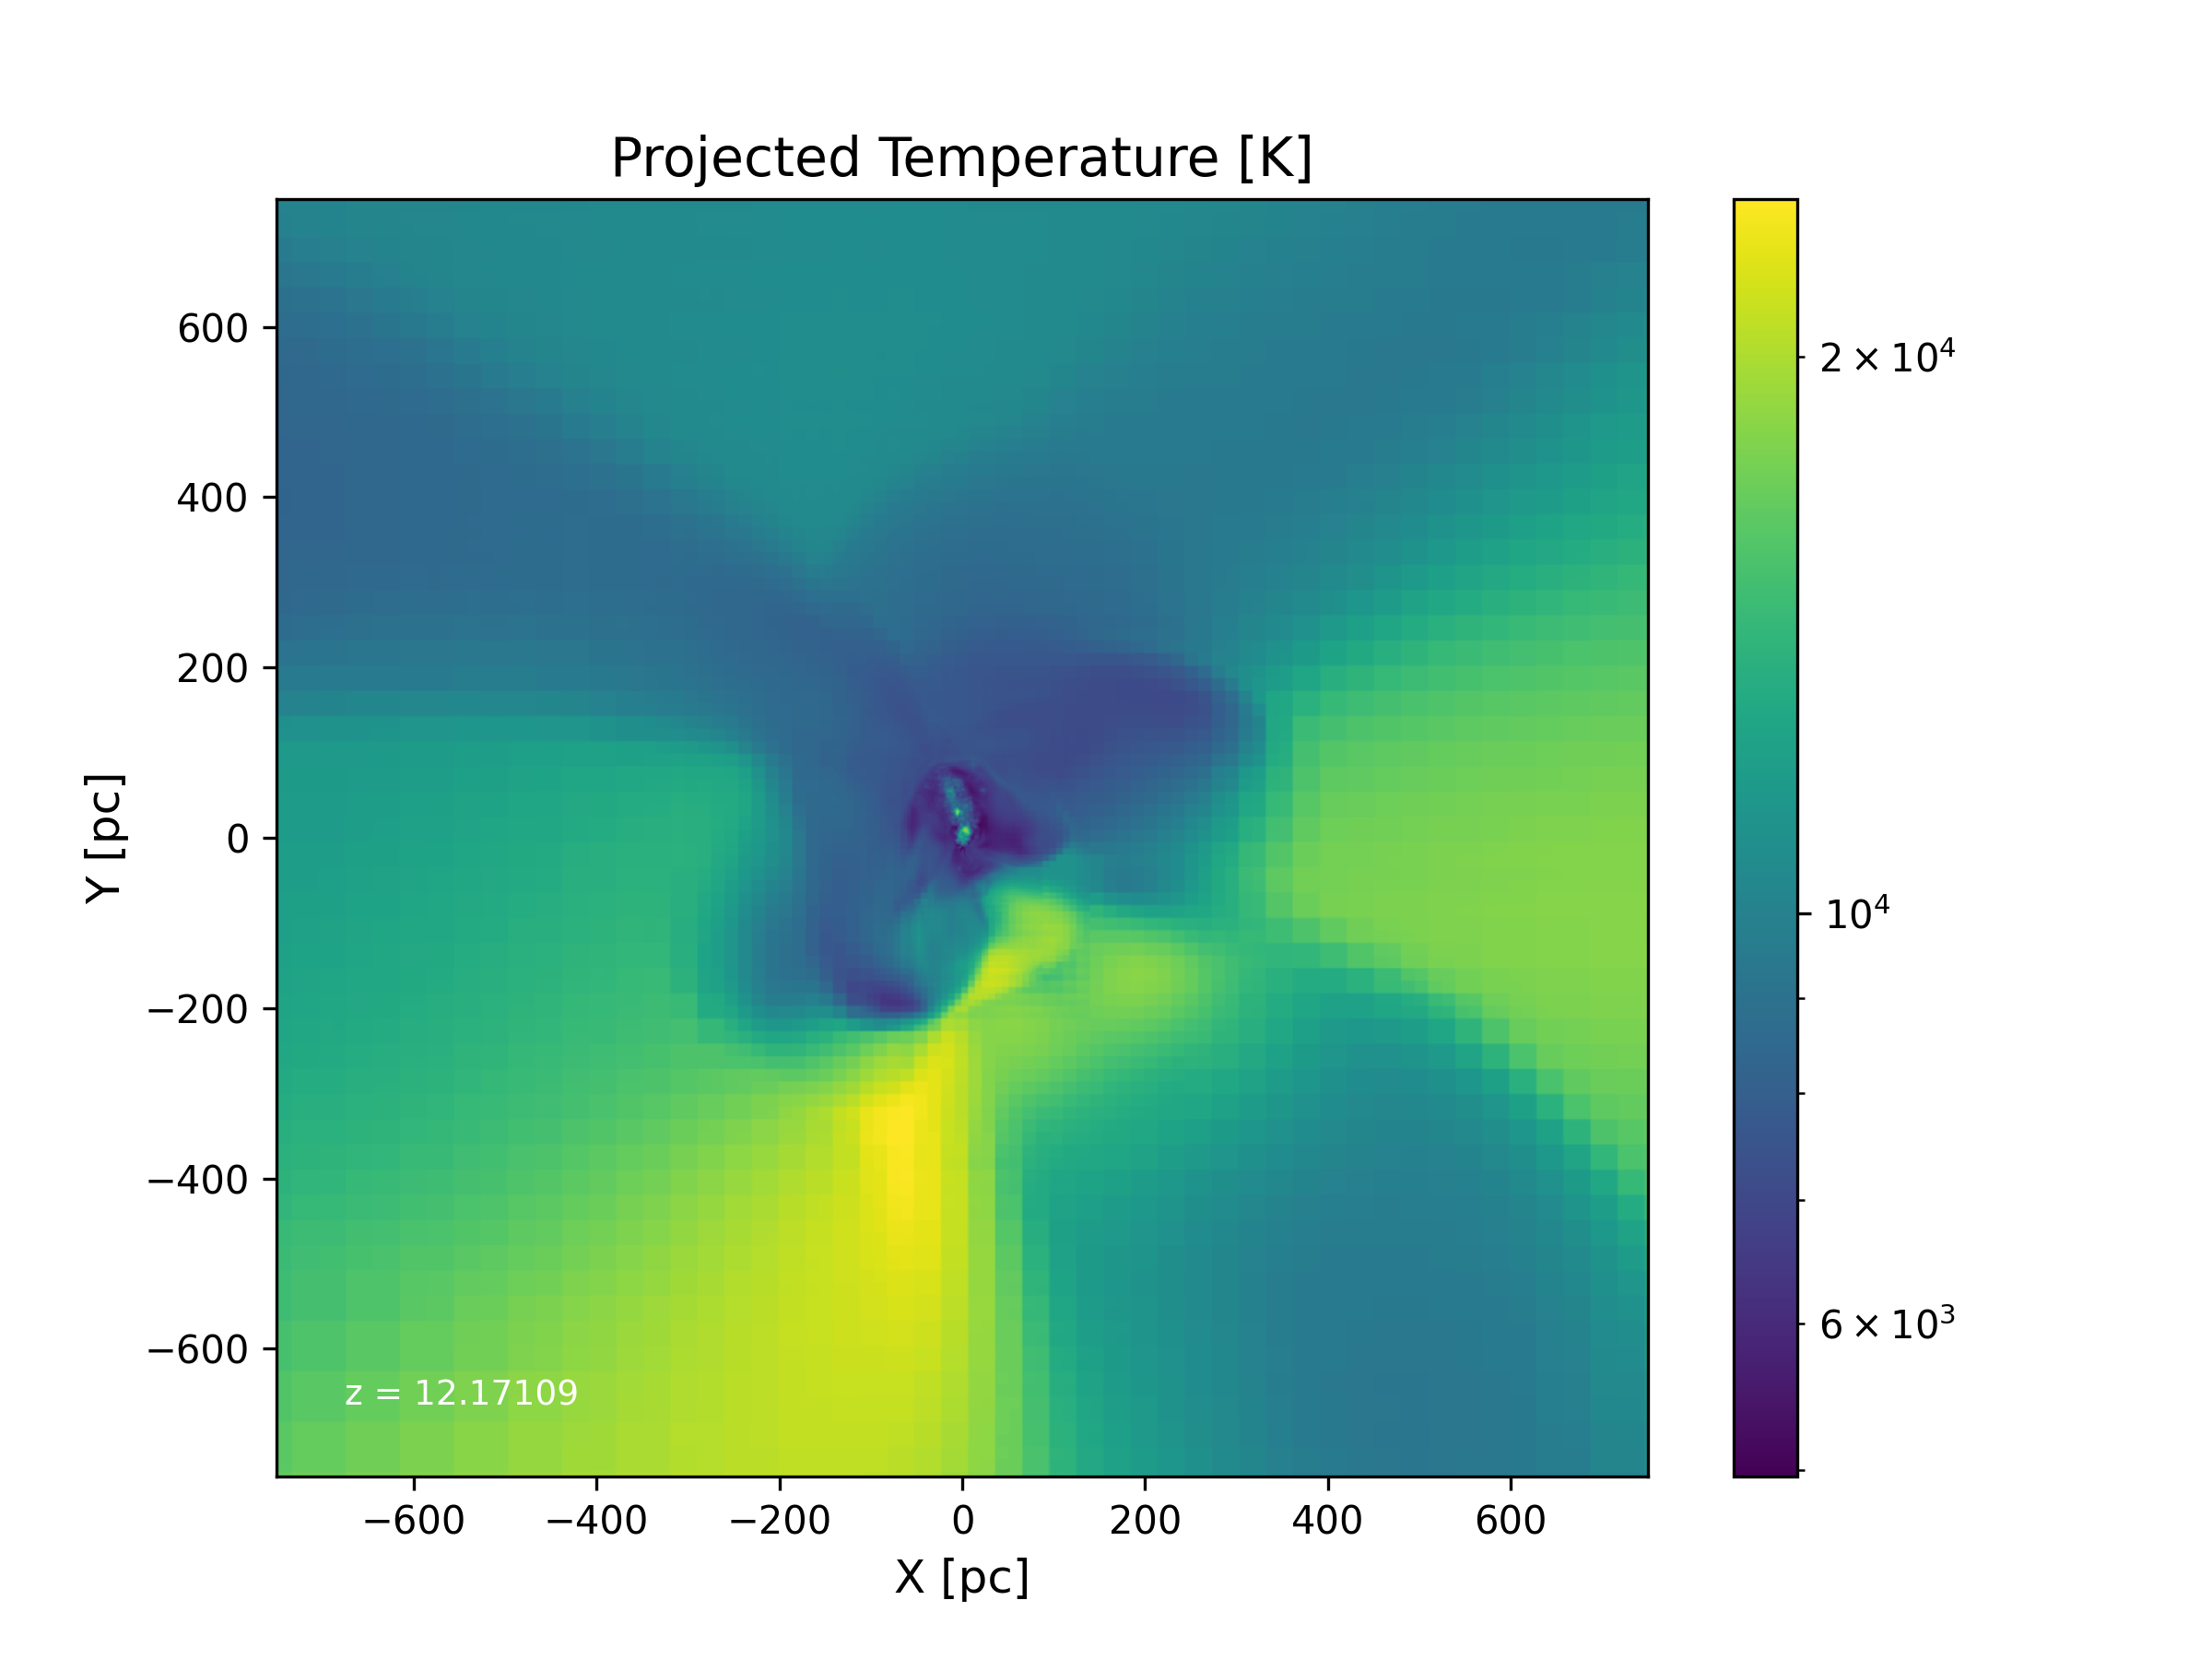 Projected Temperature [K]
600
400
200
0
−200
−400
−600
Y [pc]
−600 −400 −200 0 200 400 600
X [pc]
z = 12.17109
2 × 10⁴
10⁴
6 × 10³